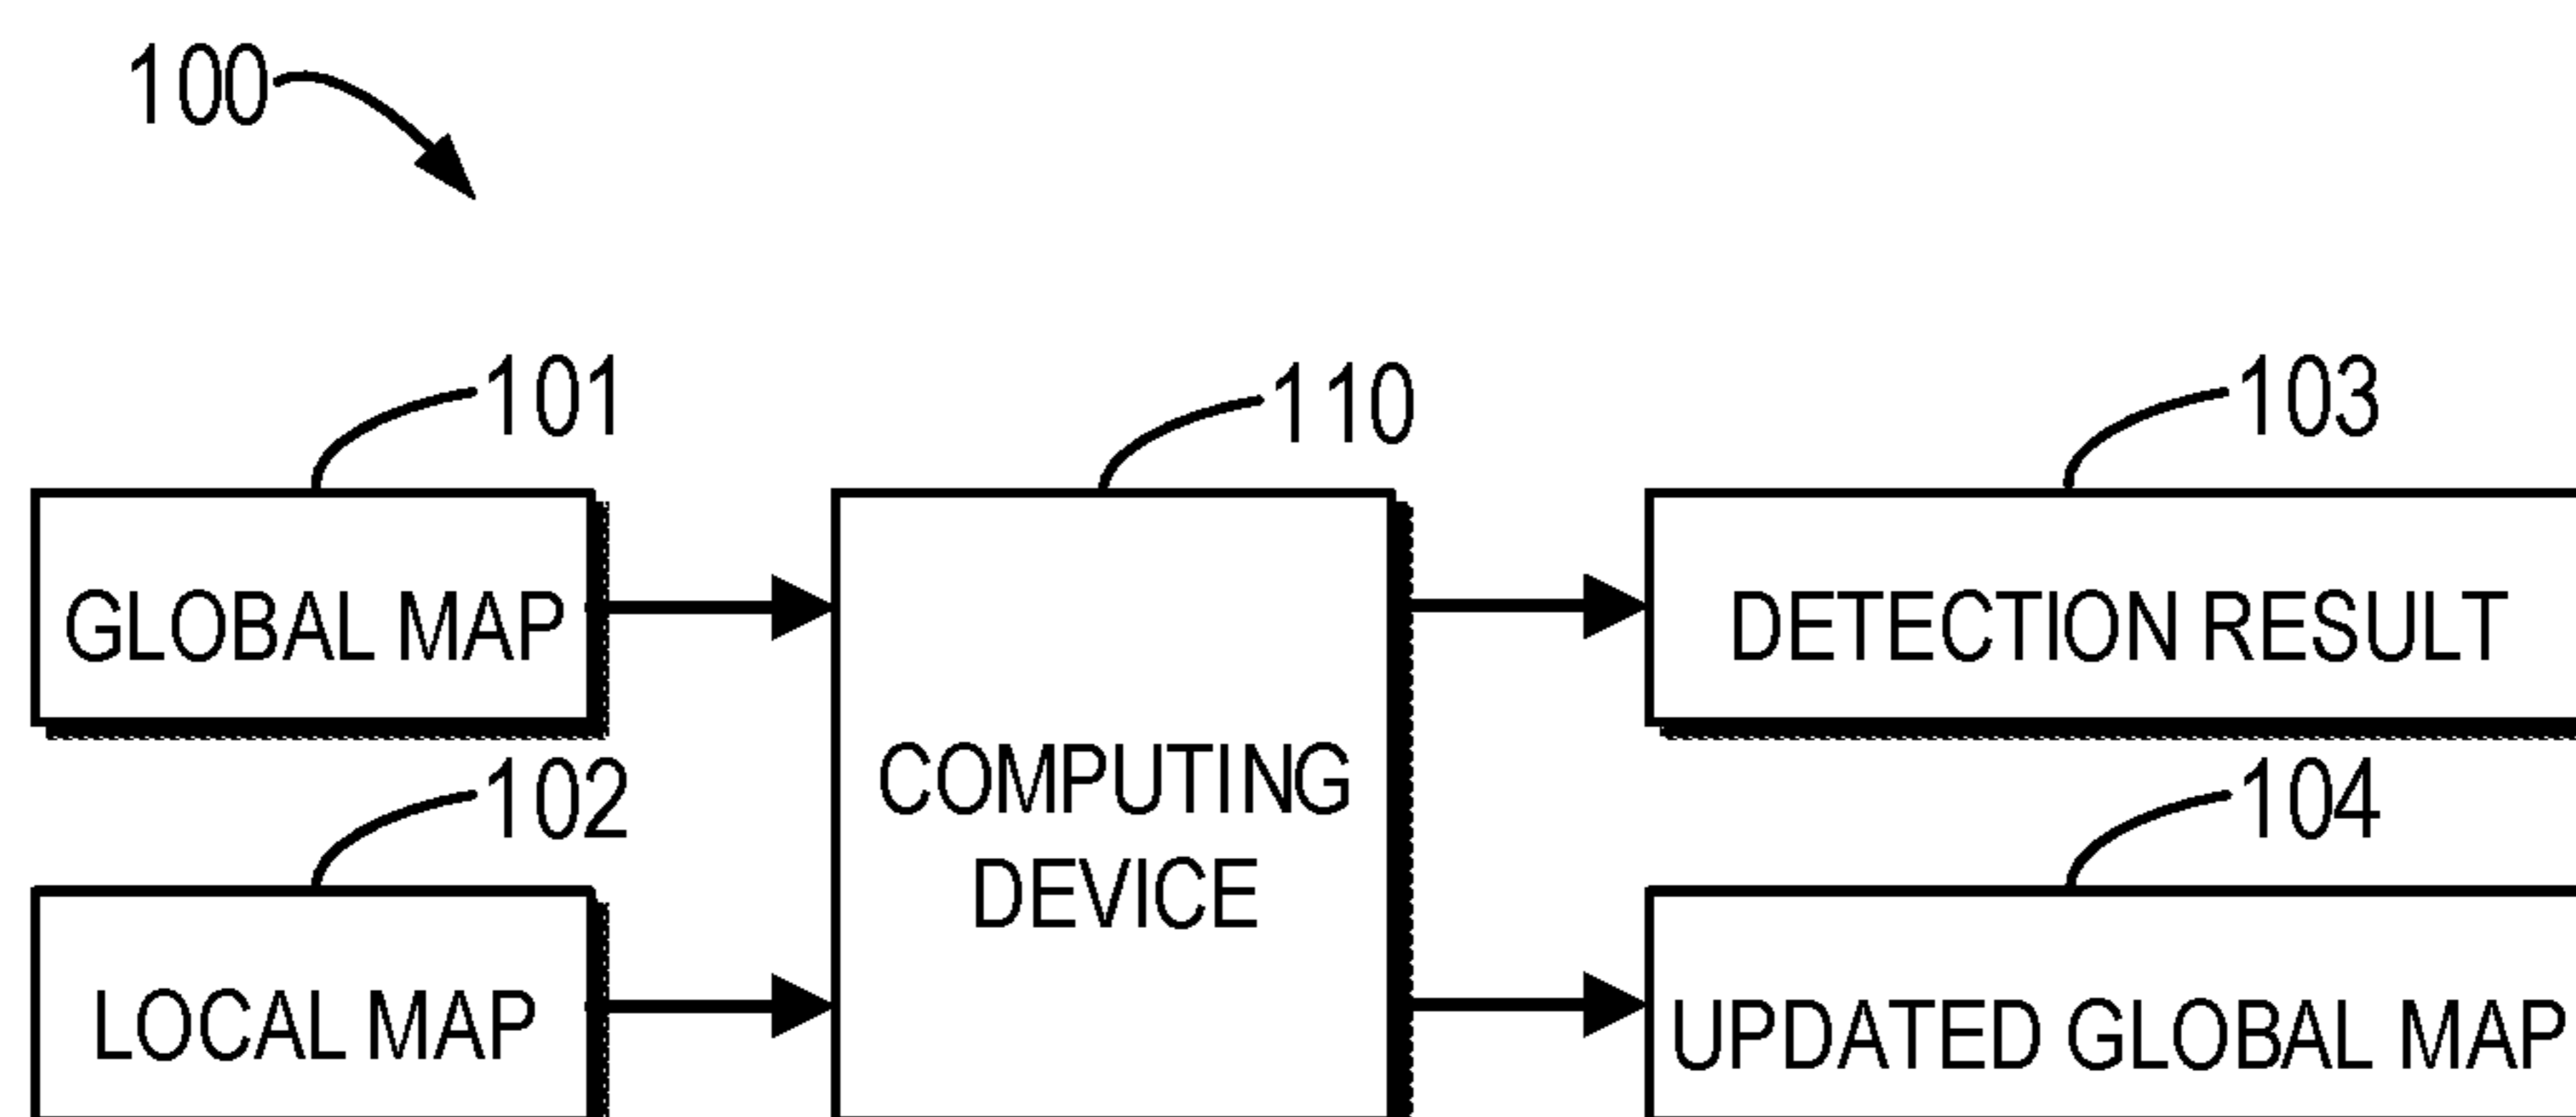 100
101
110
103
GLOBAL MAP
DETECTION RESULT
COMPUTING
DEVICE
102
104
LOCAL MAP
UPDATED GLOBAL MAP